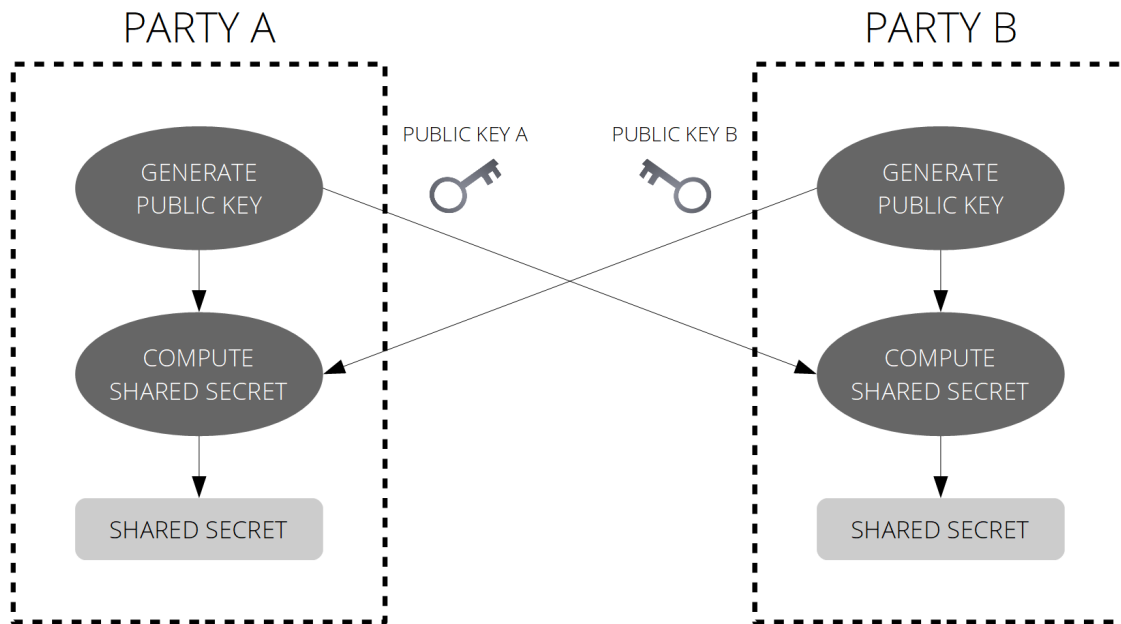 PARTY A
PARTY B
PUBLIC KEY A
PUBLIC KEY B
GENERATE
PUBLIC KEY
GENERATE
PUBLIC KEY
COMPUTE
SHARED SECRET
COMPUTE
SHARED SECRET
SHARED SECRET
SHARED SECRET